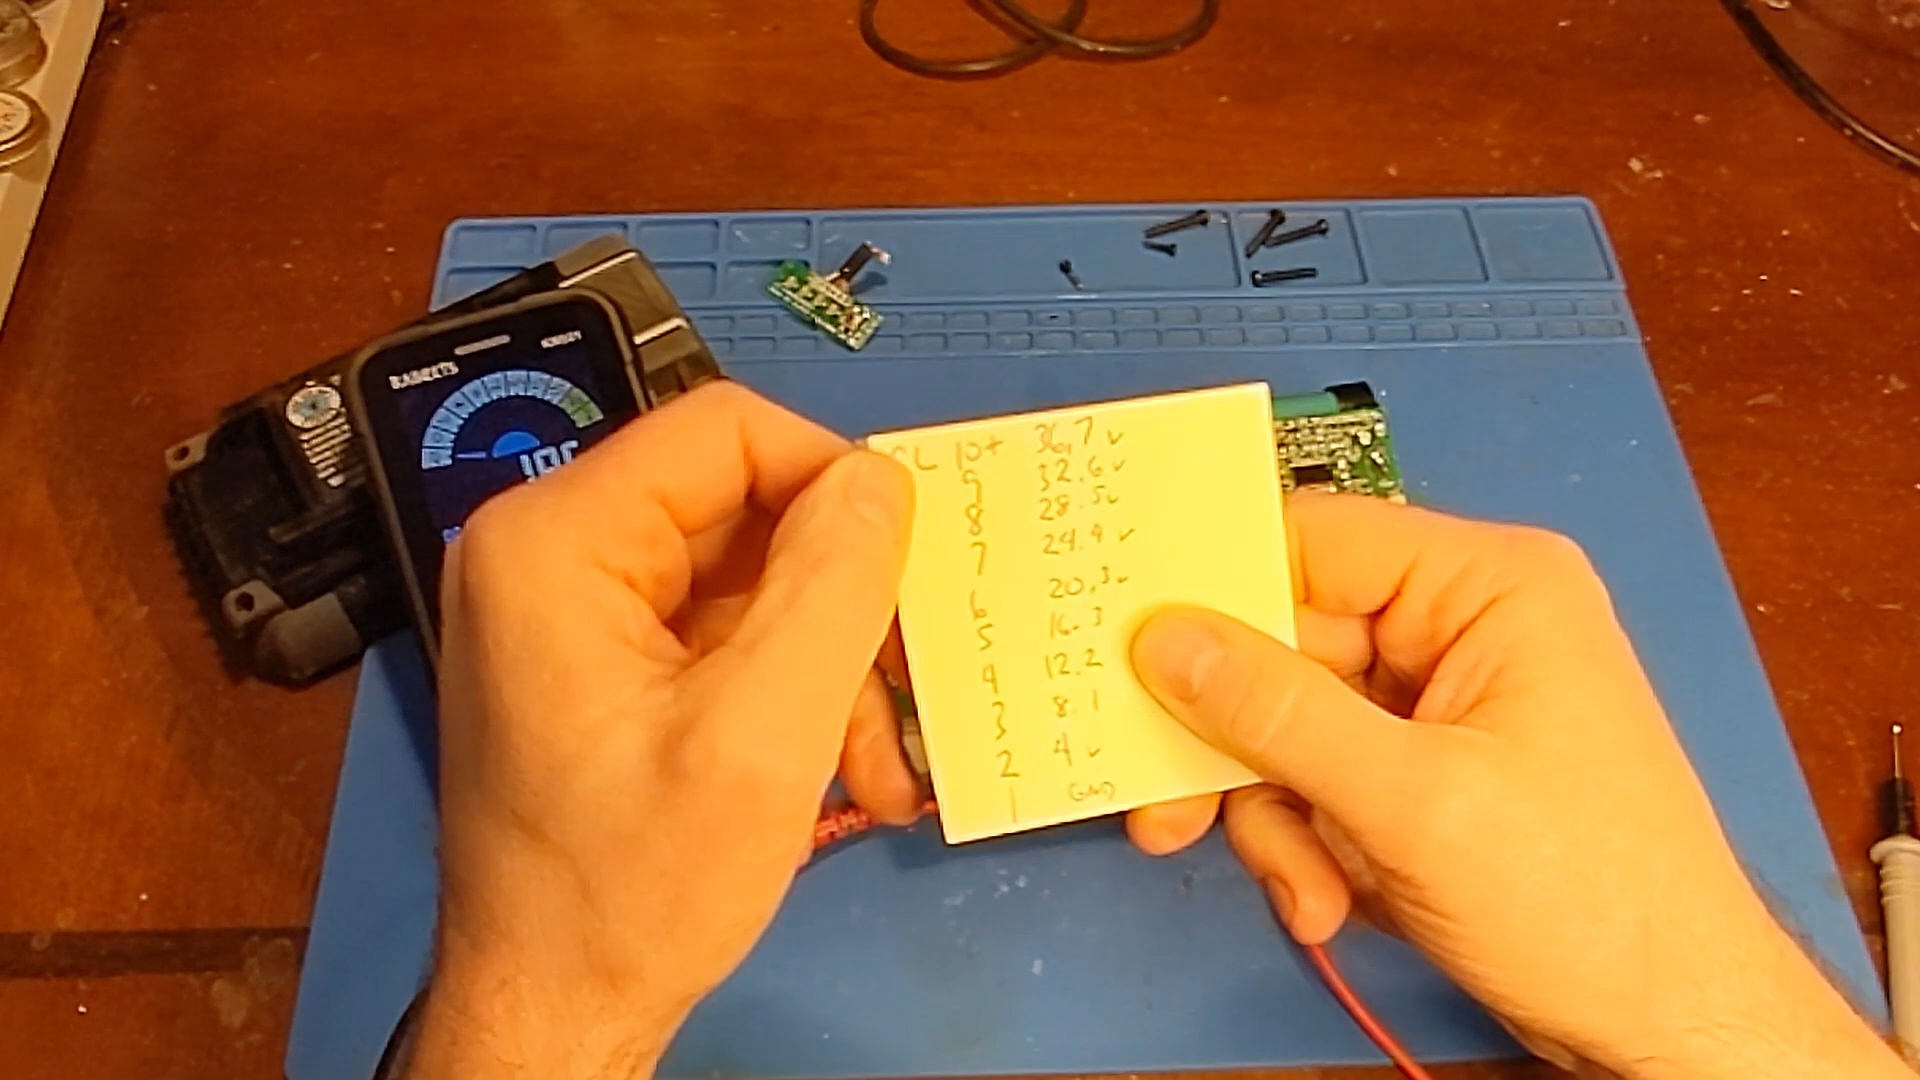 BABEETS
CL 10+ 36,7 v
9 32.6 v
8 28.5 v
7 24.4 v
6 20.3 v
5 16.3
4 12.2
3 8.1
2 4 v
1 GND